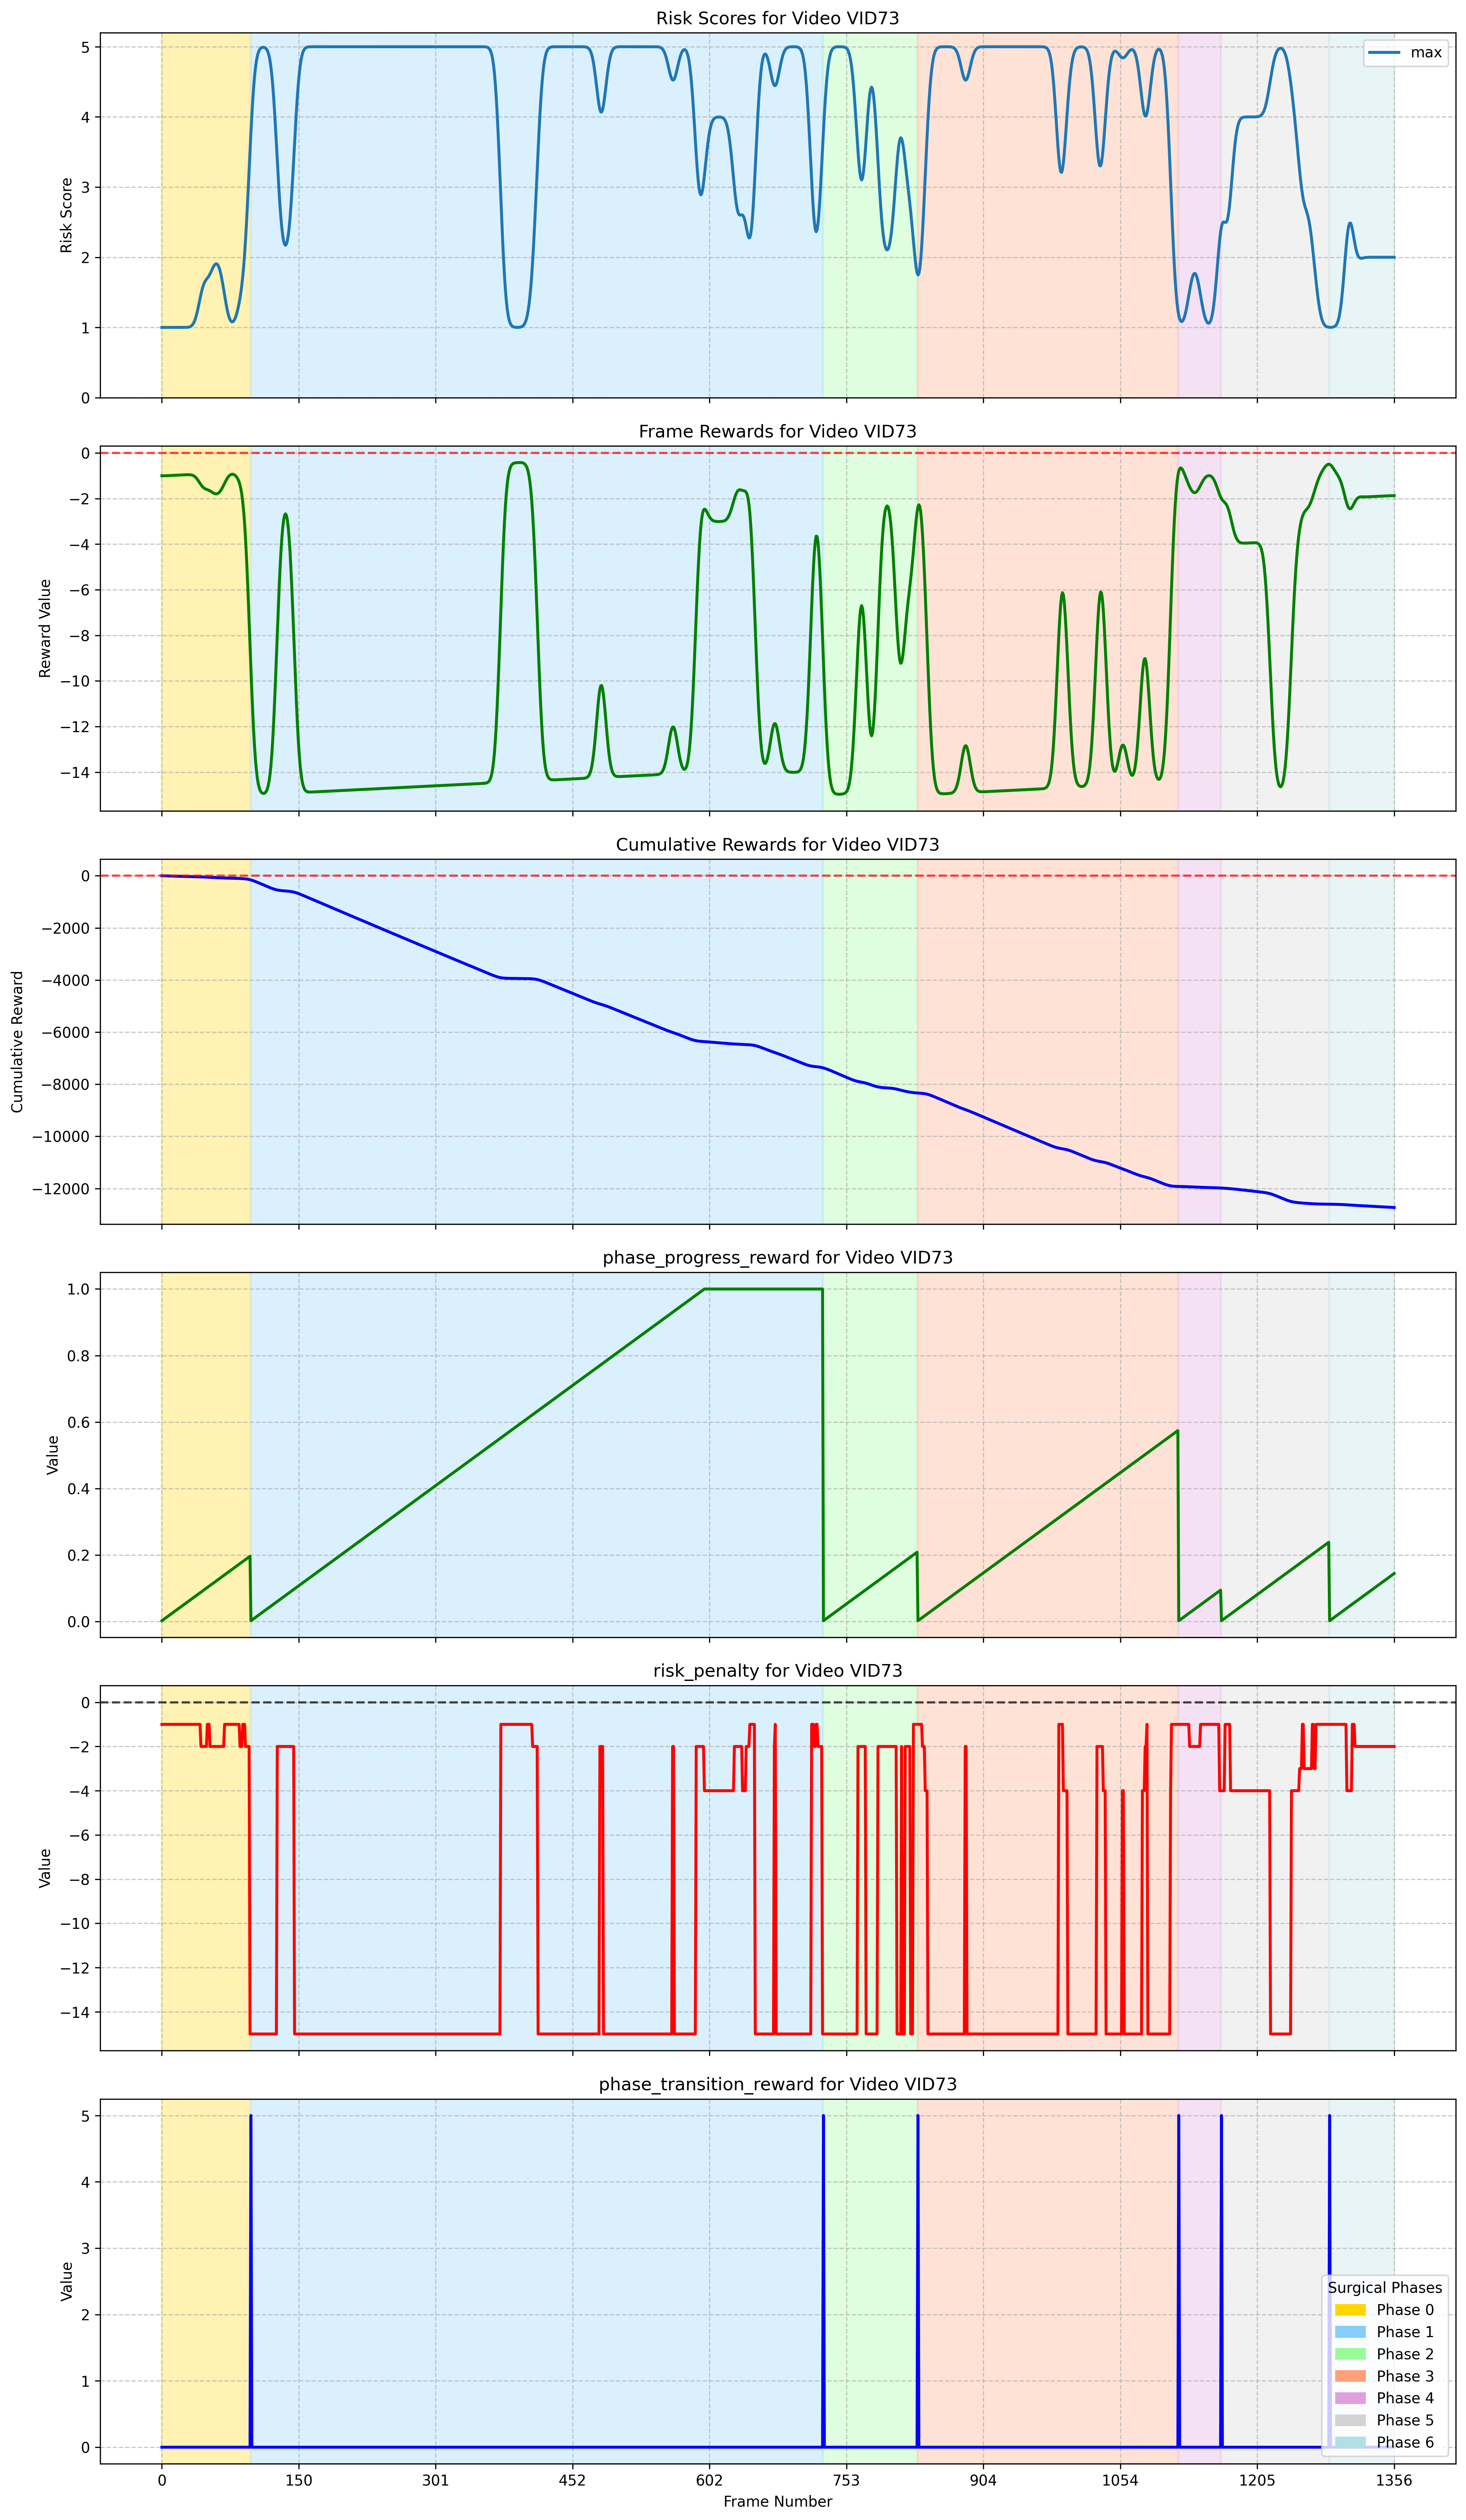 Risk Scores for Video VID73
max
5
4
3
2
1
0
Risk Score
Frame Rewards for Video VID73
0
−2
−4
−6
−8
−10
−12
−14
Reward Value
Cumulative Rewards for Video VID73
0
−2000
−4000
−6000
−8000
−10000
−12000
Cumulative Reward
phase_progress_reward for Video VID73
1.0
0.8
0.6
0.4
0.2
0.0
Value
risk_penalty for Video VID73
0
−2
−4
−6
−8
−10
−12
−14
Value
phase_transition_reward for Video VID73
5
4
3
2
1
0
Value
Surgical Phases
Phase 0
Phase 1
Phase 2
Phase 3
Phase 4
Phase 5
Phase 6
0 150 301 452 602 753 904 1054 1205 1356
Frame Number